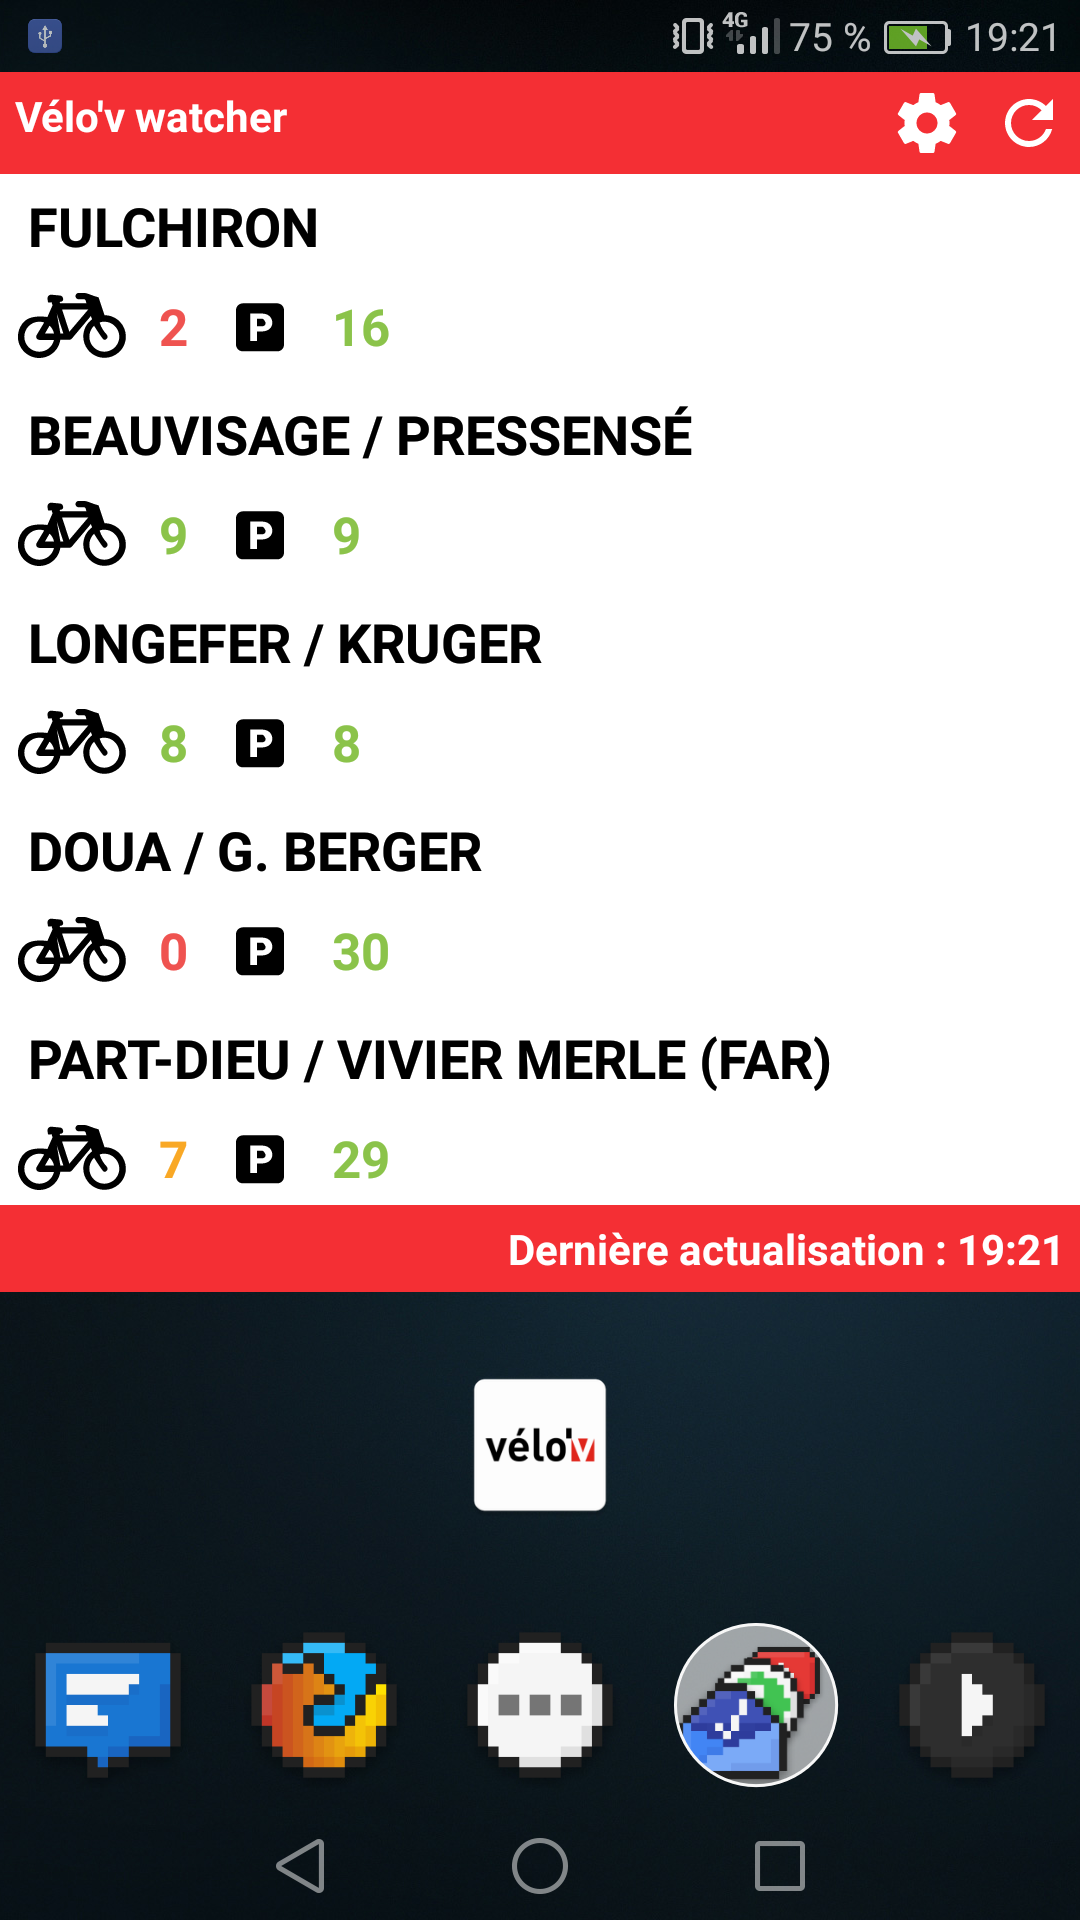 4G 75 % 19:21
Vélo'v watcher
FULCHIRON
2 P 16
BEAUVISAGE / PRESSENSÉ
9 P 9
LONGEFER / KRUGER
8 P 8
DOUA / G. BERGER
0 P 30
PART-DIEU / VIVIER MERLE (FAR)
7 P 29
Dernière actualisation : 19:21
vélo'v